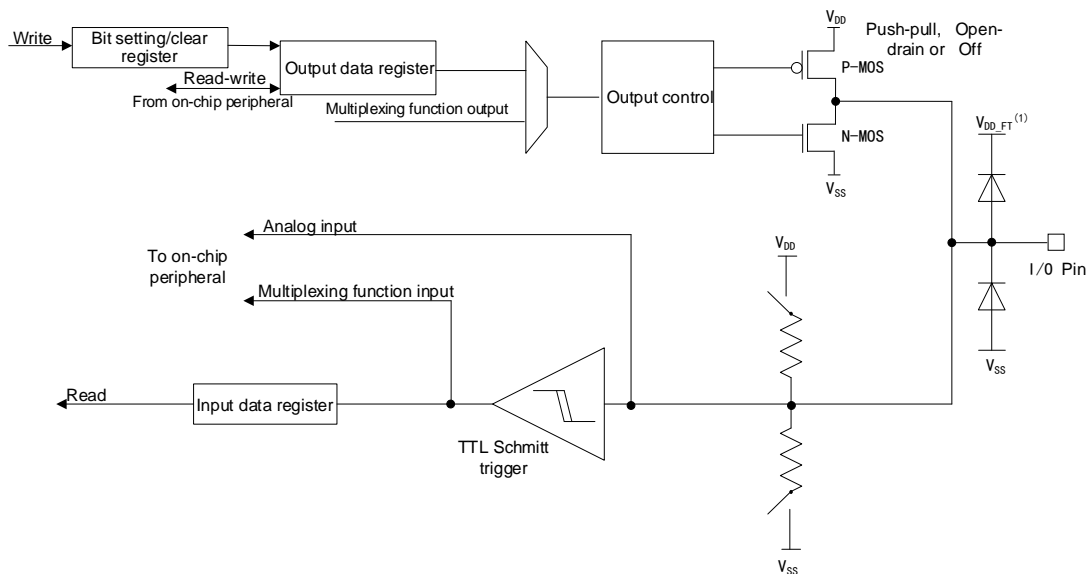 Write
Bit setting/clear
register
Read-write
From on-chip peripheral
Output data register
Multiplexing function output
Output control
VDD
Push-pull, Open-
drain or Off
P-MOS
N-MOS
VSS
VDD_FT(1)
I/O Pin
VSS
Analog input
To on-chip
peripheral
Multiplexing function input
VDD
Read
Input data register
TTL Schmitt
trigger
VSS